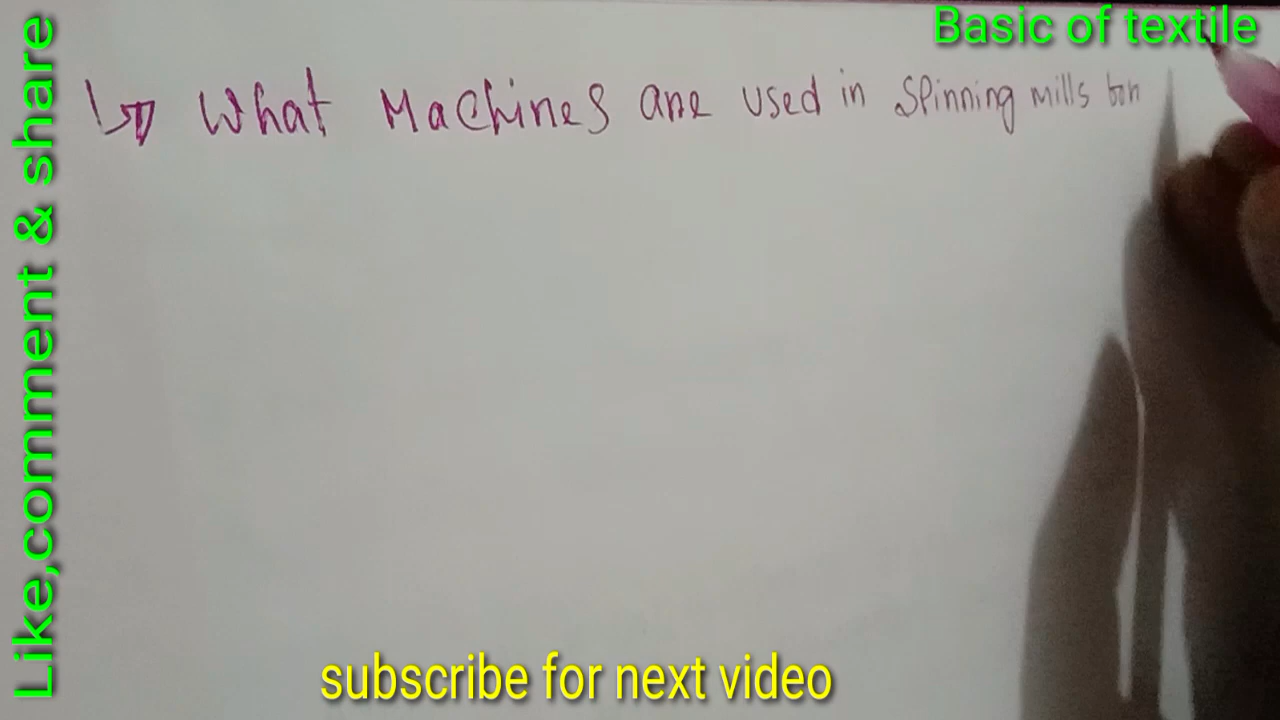 Basic of textile
What Machines are used in Spinning mills
Like,comment & share
subscribe for next video